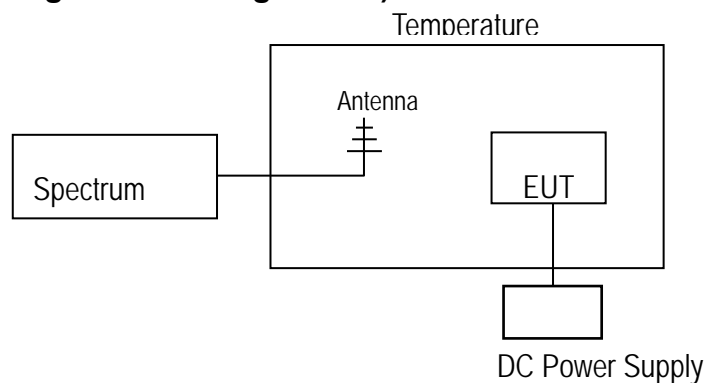 Temperature
Antenna
Spectrum
EUT
DC Power Supply